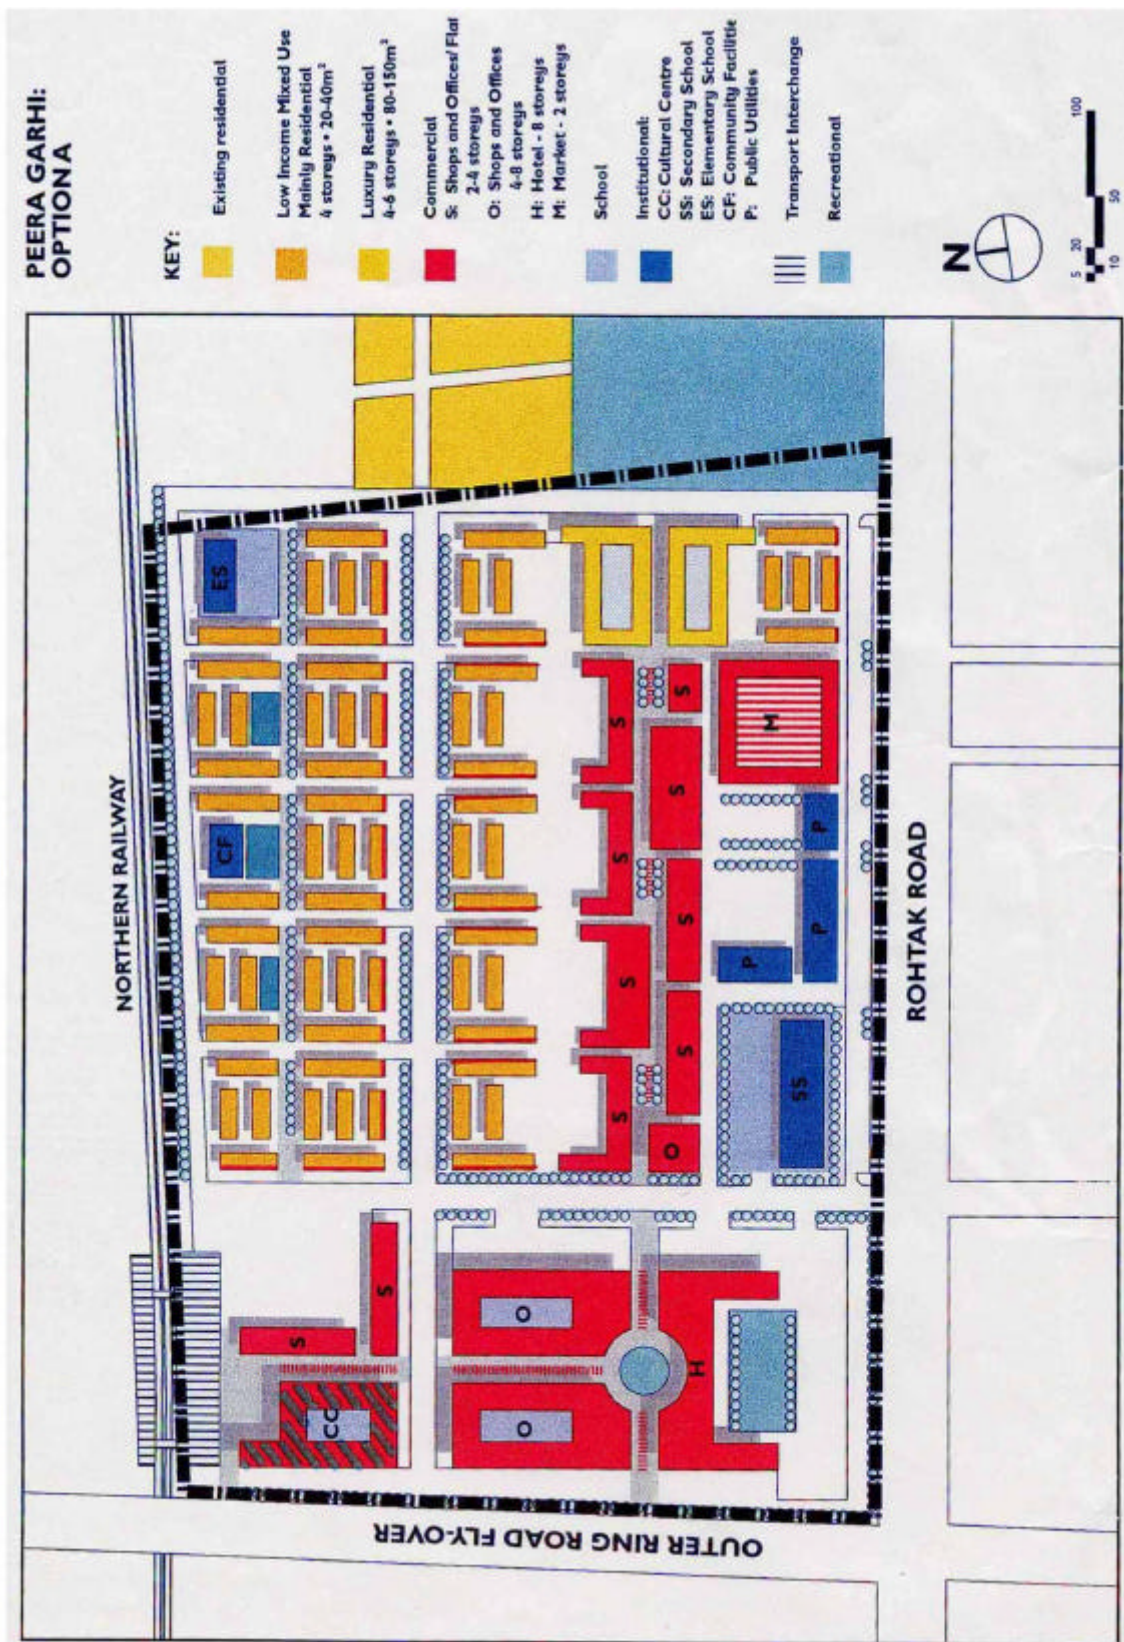 PEERA GARHI:
OPTION A
KEY:
Existing residential
Low Income Mixed Use
Mainly Residential
4 storeys • 20-40m²
Luxury Residential
4-6 storeys • 80-150m²
Commercial
S: Shops and Offices/ Flat
2-4 storeys
O: Shops and Offices
4-8 storeys
H: Hotel - 8 storeys
M: Market - 2 storeys
School
Institutional:
CC: Cultural Centre
SS: Secondary School
ES: Elementary School
CF: Community Facilitie
P: Public Utilities
Transport Interchange
Recreational
N
5 20 100
10 50
NORTHERN RAILWAY
ES
CF
S
S
CC
S
S
S
S
S
S
S
S
O
O
O
H
M
P
P
P
SS
ROHTAK ROAD
OUTER RING ROAD FLY-OVER